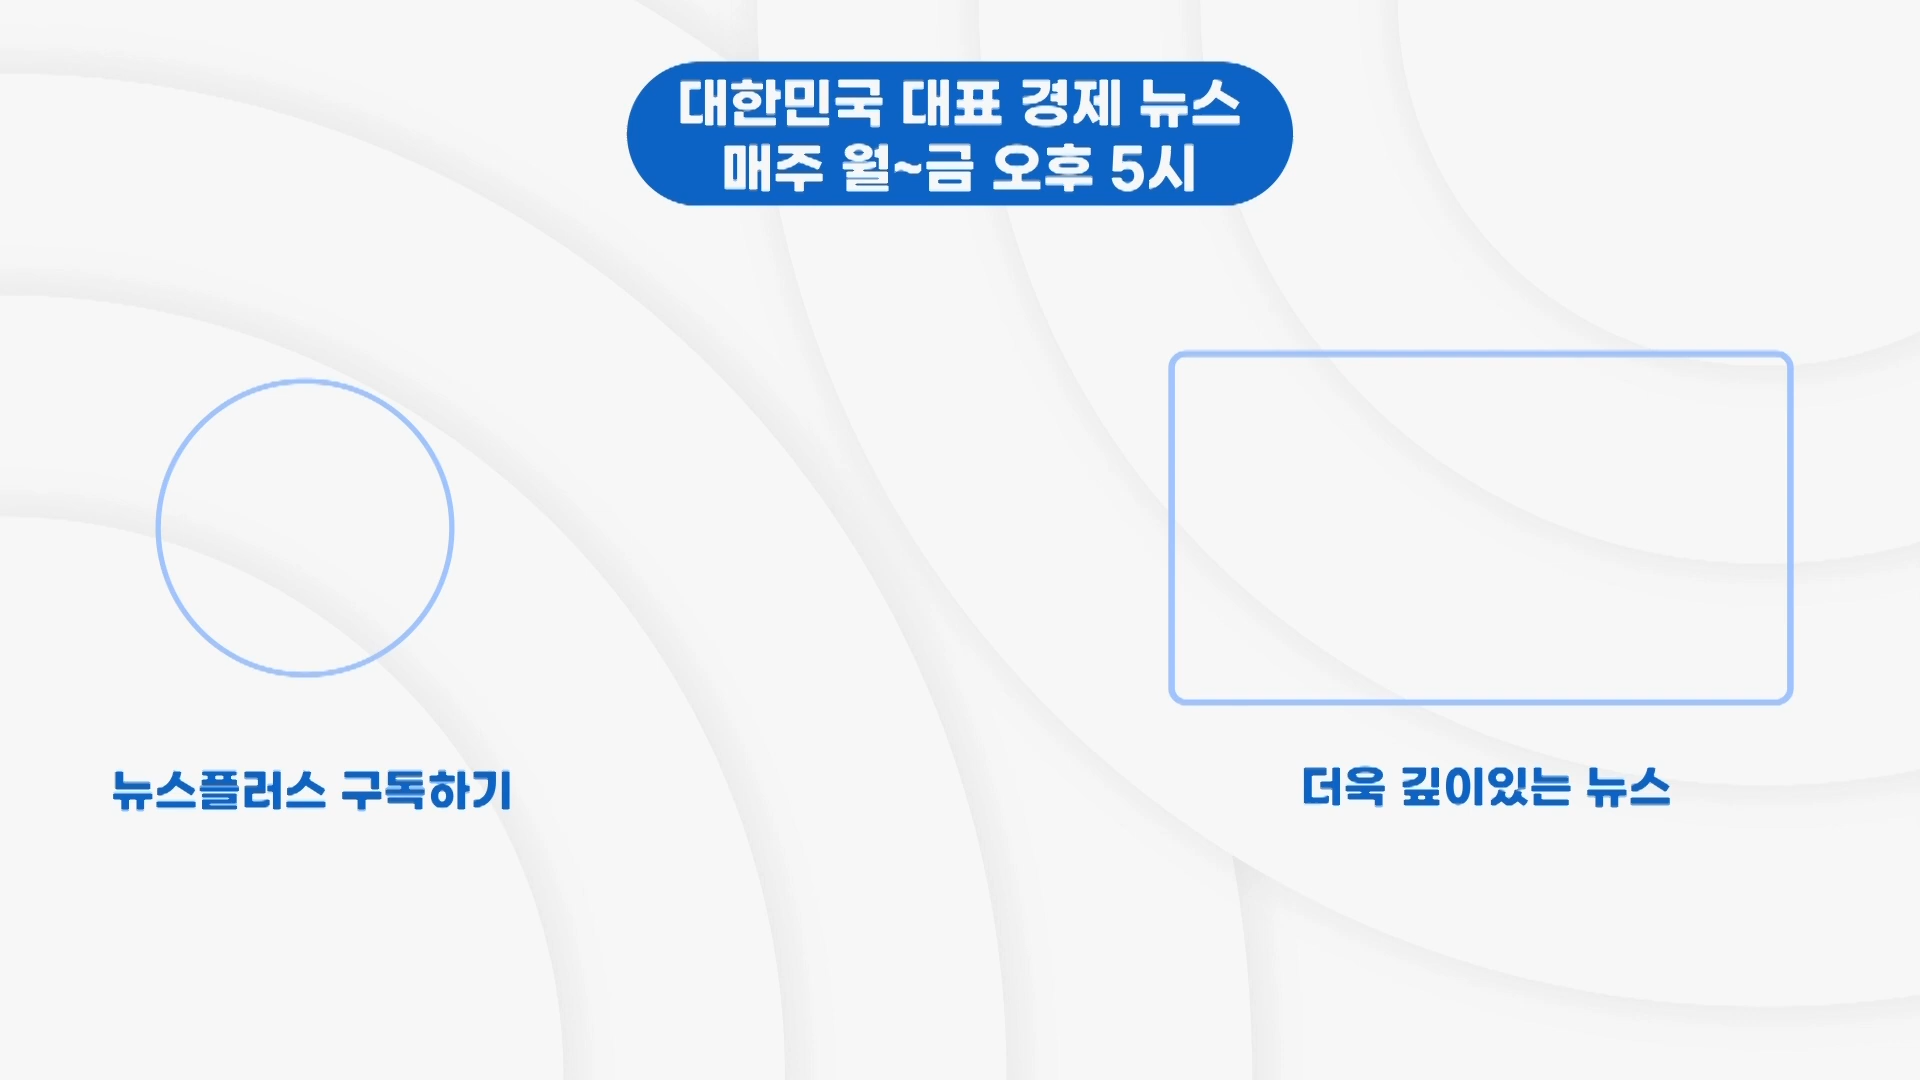 대한민국 대표 경제 뉴스
매주 월~금 오후 5시
뉴스플러스 구독하기
더욱 깊이있는 뉴스